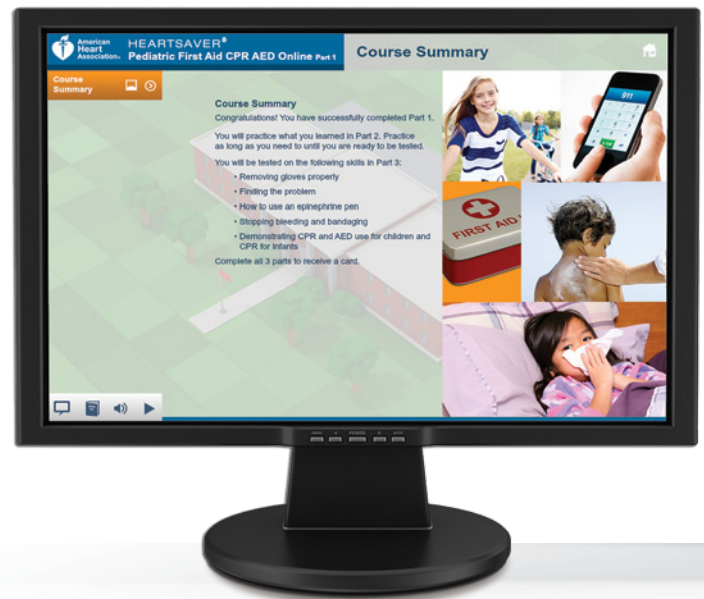 American
Heart
Association®
HEARTSAVER®
Pediatric First Aid CPR AED Online Part 1
Course Summary
Course
Summary
Course Summary
Congratulations! You have successfully completed Part 1.
You will practice what you learned in Part 2. Practice
as long as you need to until you are ready to be tested.
You will be tested on the following skills in Part 3:
• Removing gloves properly
• Finding the problem
• How to use an epinephrine pen
• Stopping bleeding and bandaging
• Demonstrating CPR and AED use for children and
CPR for infants
Complete all 3 parts to receive a card.
911
FIRST AID
POWER